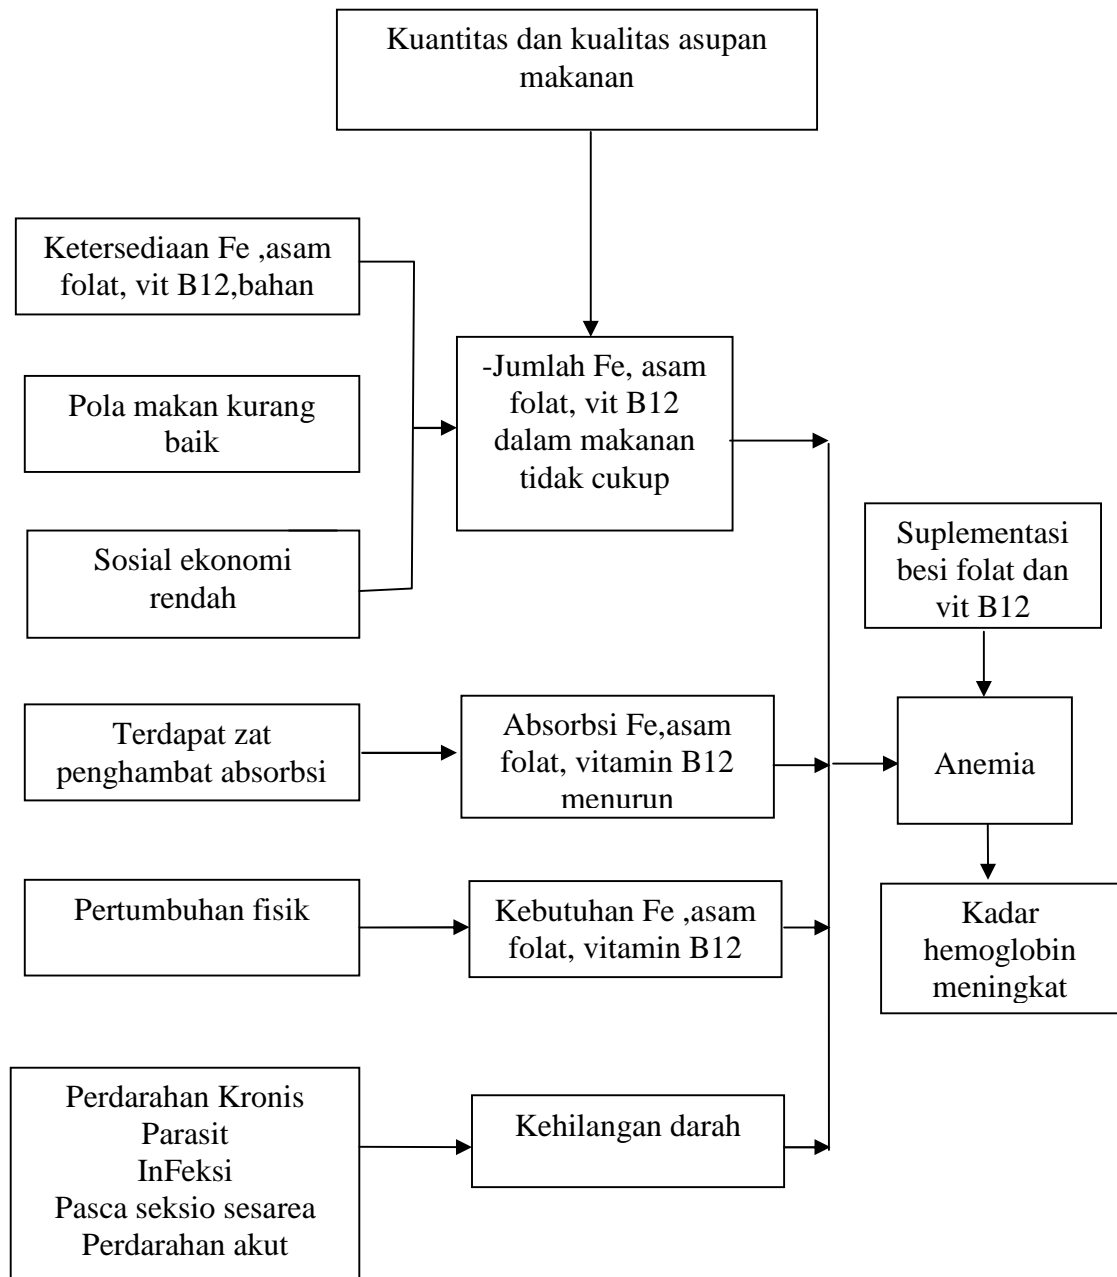 Kuantitas dan kualitas asupan
makanan
Ketersediaan Fe ,asam
folat, vit B12,bahan
Pola makan kurang
baik
Sosial ekonomi
rendah
-Jumlah Fe, asam
folat, vit B12
dalam makanan
tidak cukup
Suplementasi
besi folat dan
vit B12
Terdapat zat
penghambat absorbsi
Absorbsi Fe,asam
folat, vitamin B12
menurun
Anemia
Pertumbuhan fisik
Kebutuhan Fe ,asam
folat, vitamin B12
Kadar
hemoglobin
meningkat
Perdarahan Kronis
Parasit
InFeksi
Pasca seksio sesarea
Perdarahan akut
Kehilangan darah